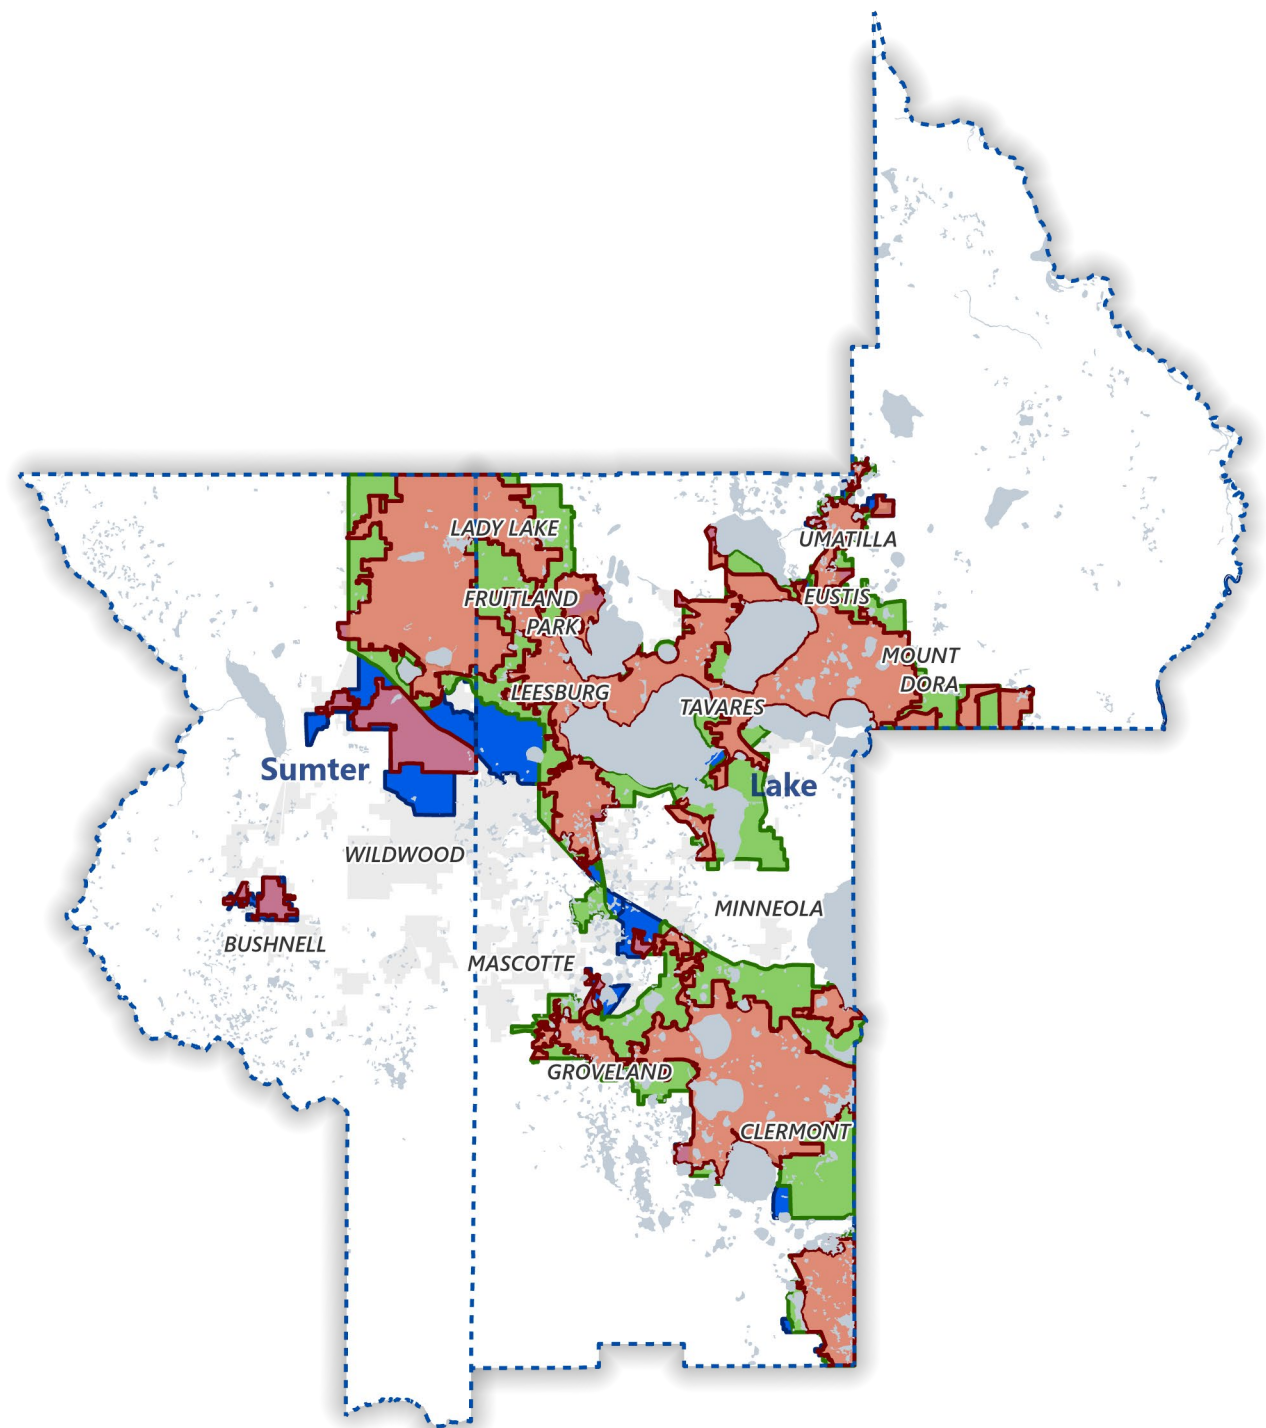 LADY LAKE
UMATILLA
FRUITLAND
PARK
EUSTIS
MOUNT
DORA
LEESBURG
TAVARES
Sumter
Lake
WILDWOOD
MINNEOLA
BUSHNELL
MASCOTTE
GROVELAND
CLERMONT